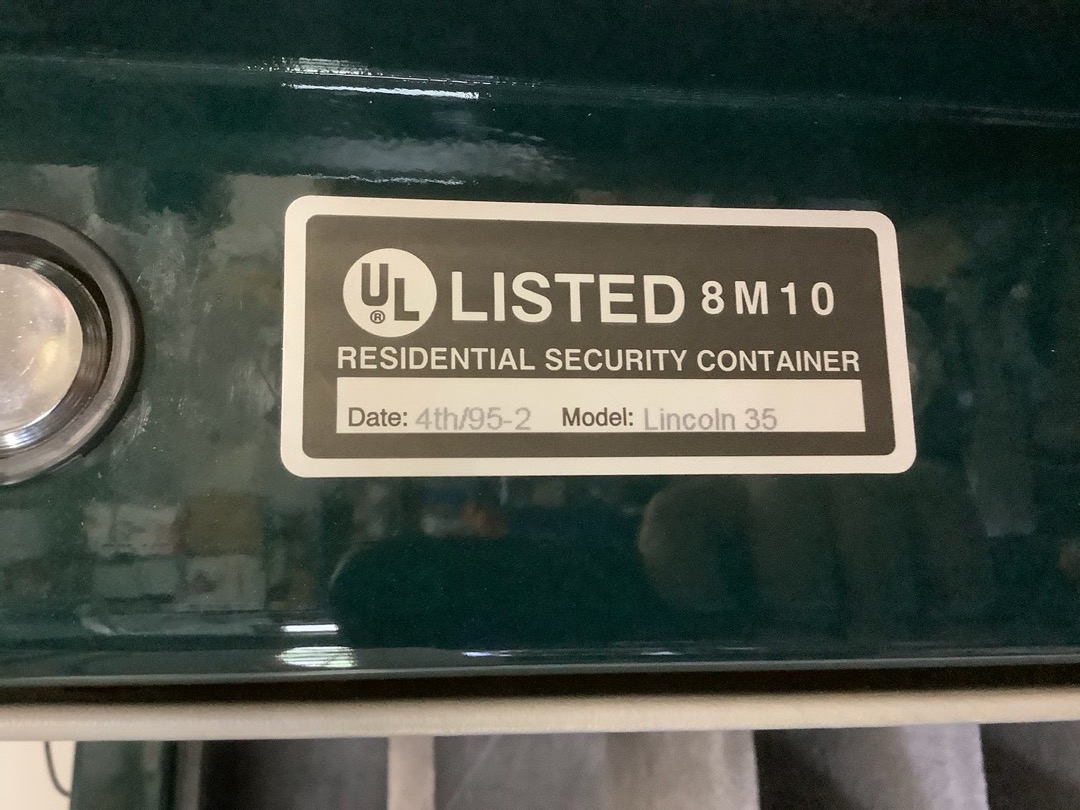 UL® LISTED 8M10
RESIDENTIAL SECURITY CONTAINER
Date: 4th/95-2 Model: Lincoln 35